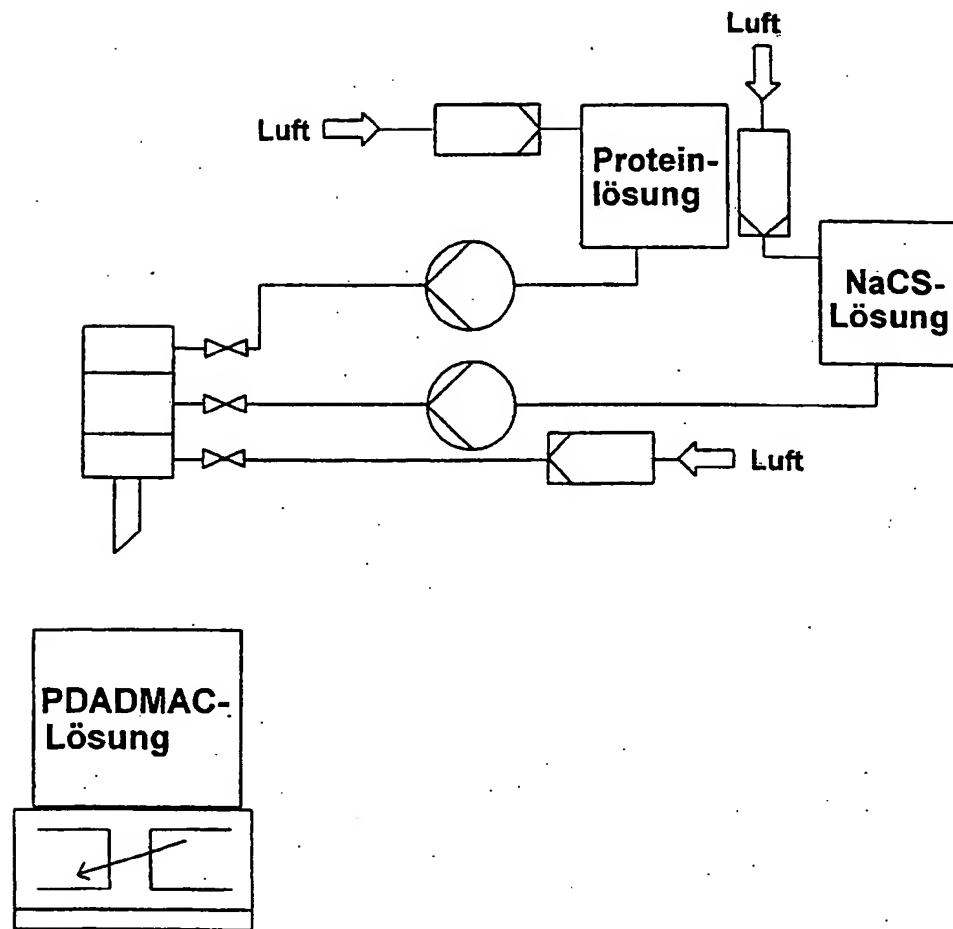 Luft
Luft
Protein-
lösung
NaCS-
Lösung
Luft
PDADMAC-
Lösung